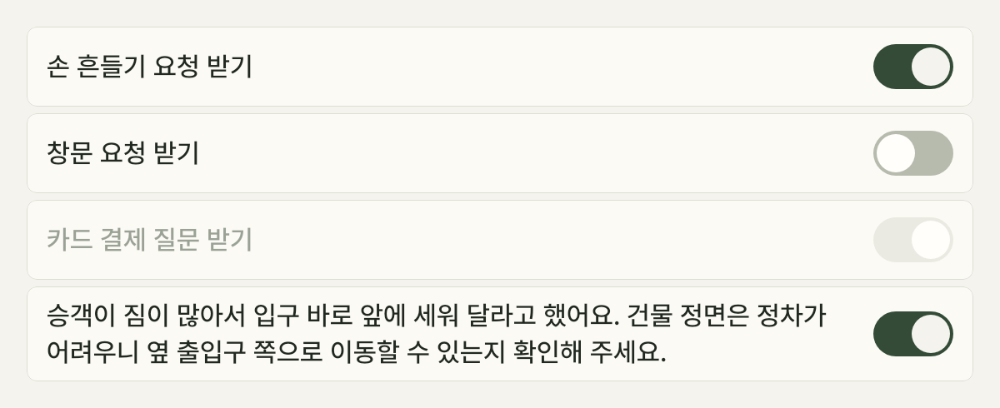 손 흔들기 요청 받기
창문 요청 받기
카드 결제 질문 받기
승객이 짐이 많아서 입구 바로 앞에 세워 달라고 했어요. 건물 정면은 정차가
어려우니 옆 출입구 쪽으로 이동할 수 있는지 확인해 주세요.